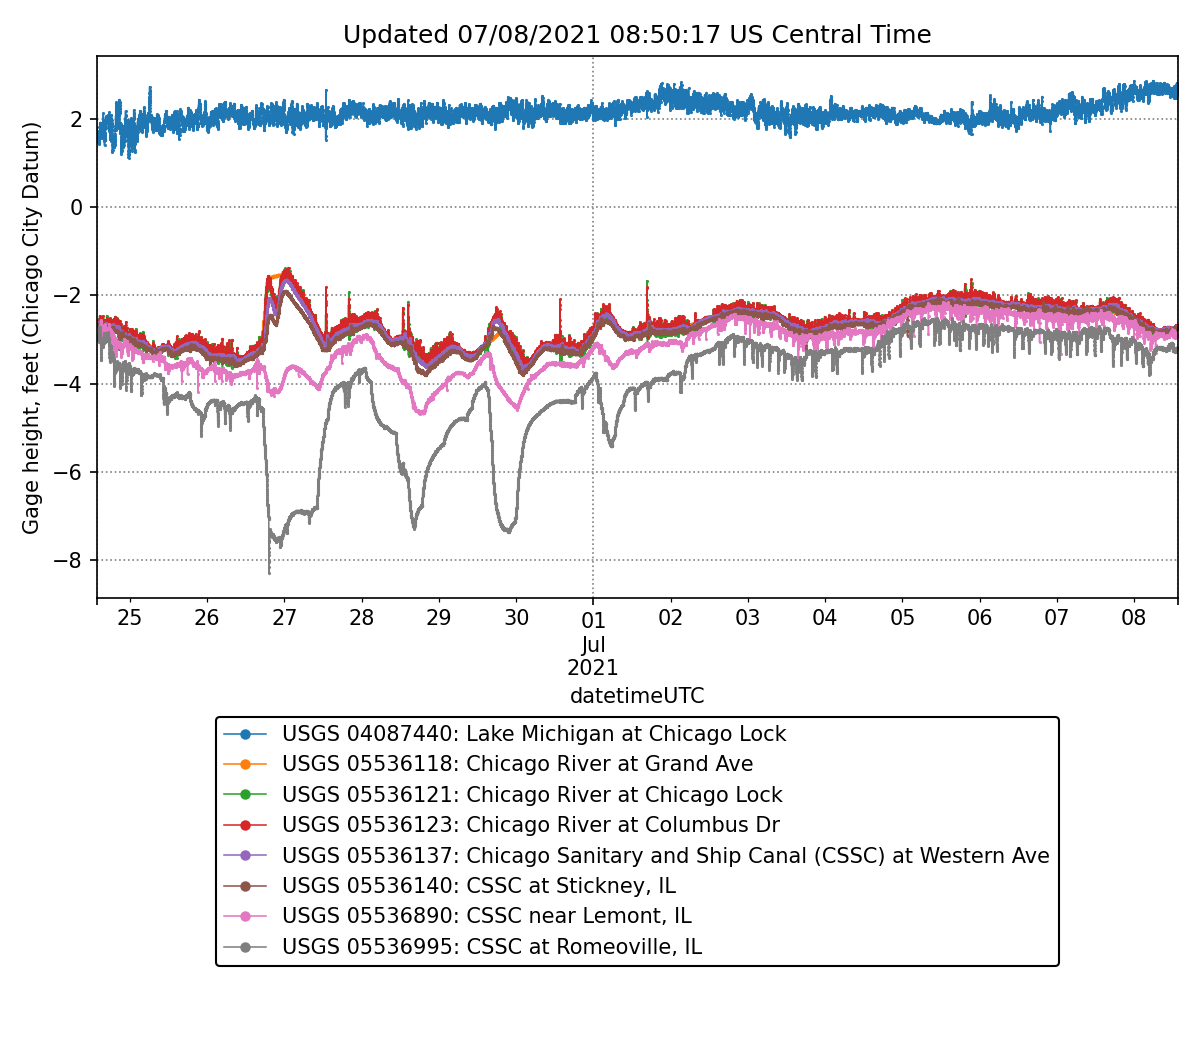 Updated 07/08/2021 08:50:17 US Central Time
Gage height, feet (Chicago City Datum)
2
0
−2
−4
−6
−8
25 26 27 28 29 30 01 02 03 04 05 06 07 08
Jul
2021
datetimeUTC
USGS 04087440: Lake Michigan at Chicago Lock
USGS 05536118: Chicago River at Grand Ave
USGS 05536121: Chicago River at Chicago Lock
USGS 05536123: Chicago River at Columbus Dr
USGS 05536137: Chicago Sanitary and Ship Canal (CSSC) at Western Ave
USGS 05536140: CSSC at Stickney, IL
USGS 05536890: CSSC near Lemont, IL
USGS 05536995: CSSC at Romeoville, IL